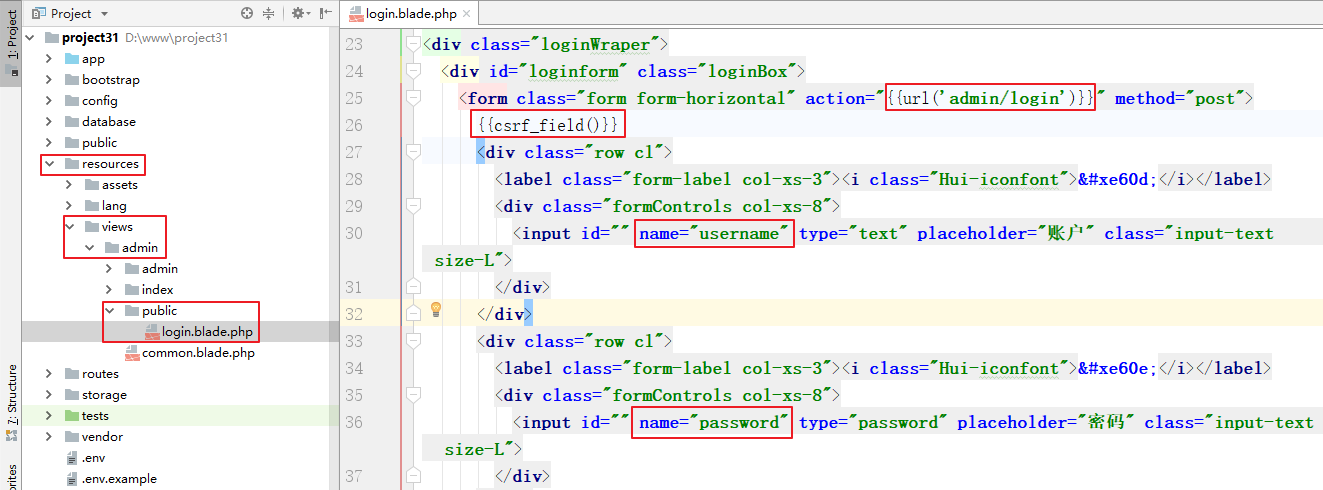 1: Project
7: Structure
rites
Project
project31 D:\www\project31
app
bootstrap
config
database
public
resources
assets
lang
views
admin
admin
index
public
login.blade.php
common.blade.php
routes
storage
tests
vendor
.env
.env.example
login.blade.php
23 <div class="loginWraper">
24 <div id="loginform" class="loginBox">
25 <form class="form form-horizontal" action="{{url('admin/login')}}" method="post">
26 {{csrf_field()}}
27 <div class="row cl">
28 <label class="form-label col-xs-3"><i class="Hui-iconfont">&#xe60d;</i></label>
29 <div class="formControls col-xs-8">
30 <input id="" name="username" type="text" placeholder="账户" class="input-text
size-L">
31 </div>
32 </div>
33 <div class="row cl">
34 <label class="form-label col-xs-3"><i class="Hui-iconfont">&#xe60e;</i></label>
35 <div class="formControls col-xs-8">
36 <input id="" name="password" type="password" placeholder="密码" class="input-text
size-L">
37 </div>